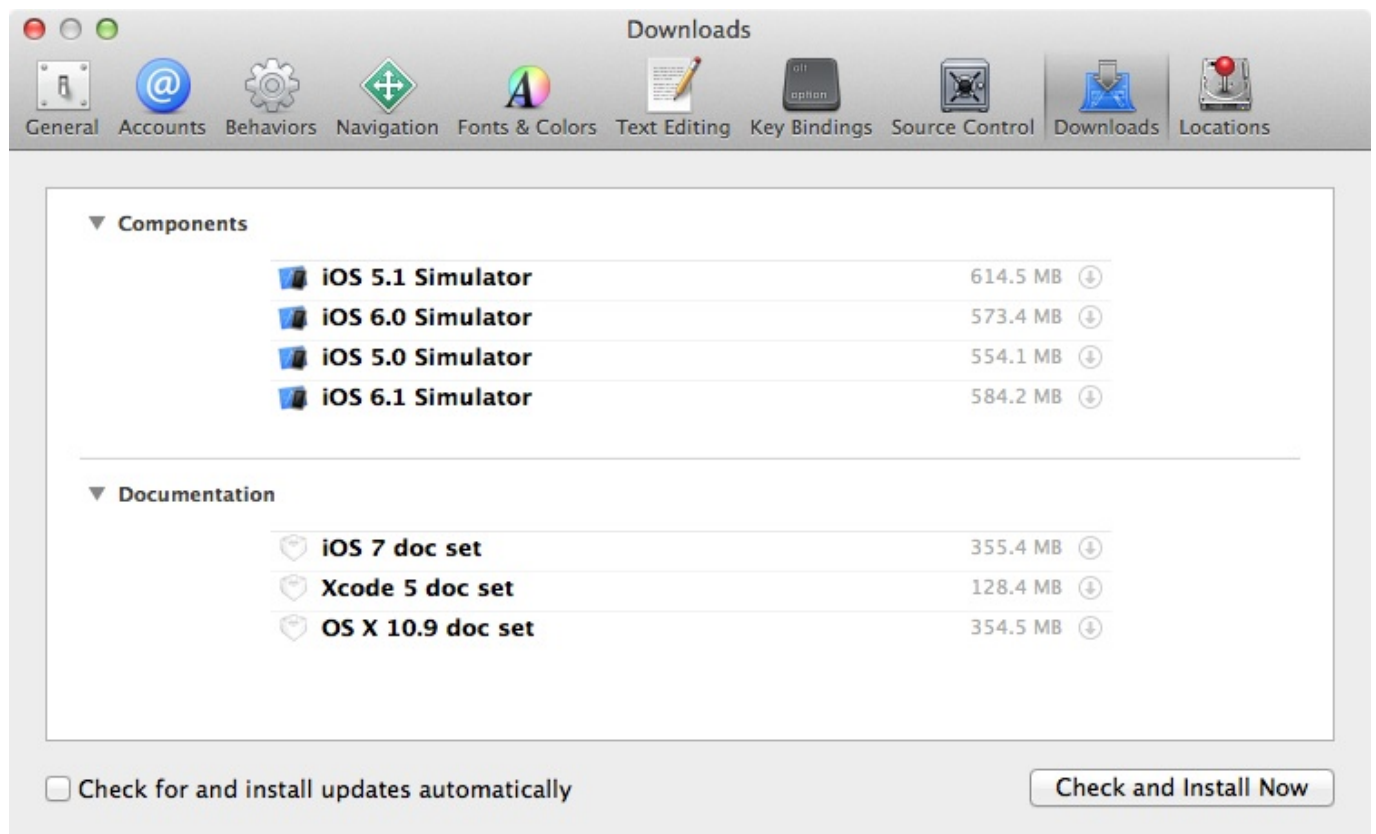 Downloads
alt
option
General Accounts Behaviors Navigation Fonts & Colors Text Editing Key Bindings Source Control Downloads Locations
Components
iOS 5.1 Simulator 614.5 MB
iOS 6.0 Simulator 573.4 MB
iOS 5.0 Simulator 554.1 MB
iOS 6.1 Simulator 584.2 MB
Documentation
iOS 7 doc set 355.4 MB
Xcode 5 doc set 128.4 MB
OS X 10.9 doc set 354.5 MB
Check for and install updates automatically Check and Install Now